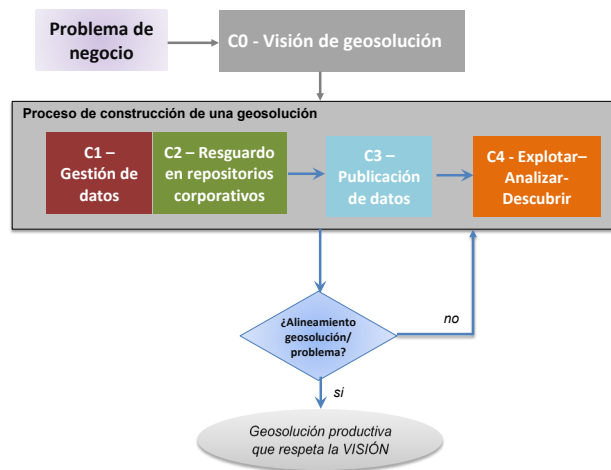 Problema de
negocio
C0 - Visión de geosolución
Proceso de construcción de una geosolución
C1 –
Gestión de
datos
C2 – Resguardo
en repositorios
corporativos
C3 –
Publicación
de datos
C4 - Explotar–
Analizar-
Descubrir
¿Alineamiento
geosolución/
problema?
no
si
Geosolución productiva
que respeta la VISIÓN